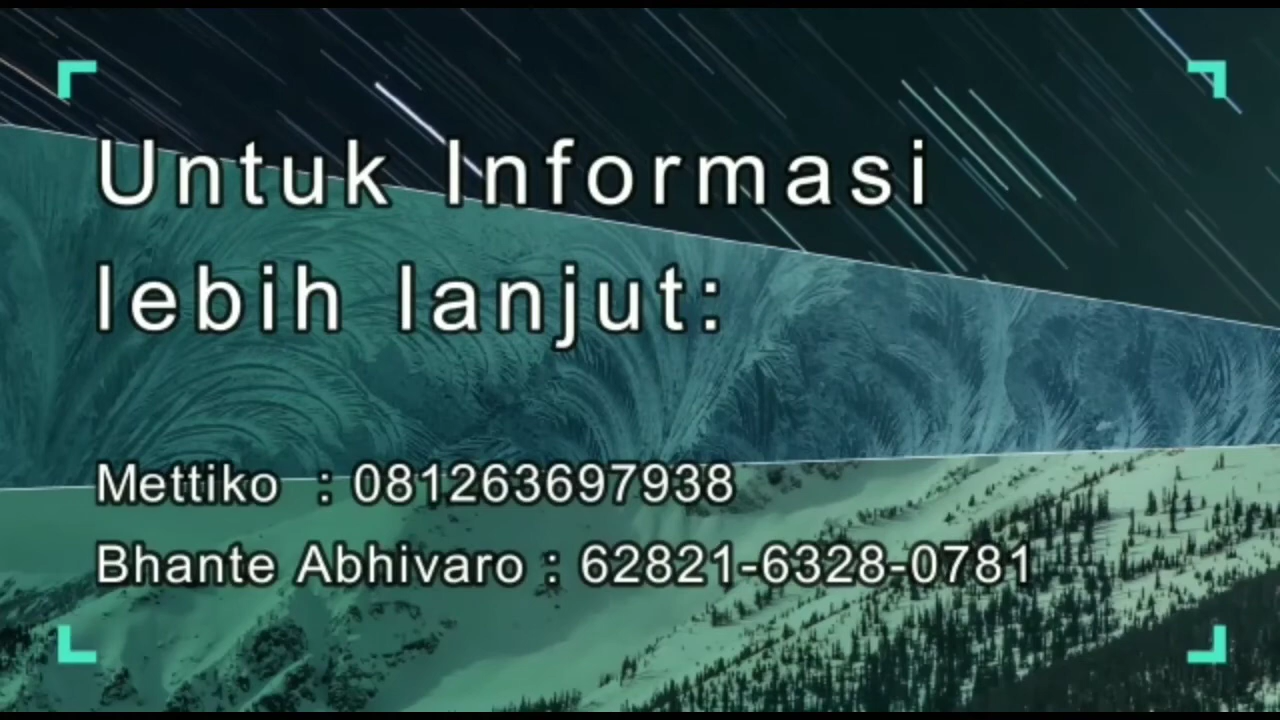 Untuk Informasi
lebih lanjut:
Mettiko : 081263697938
Bhante Abhivaro : 62821-6328-0781